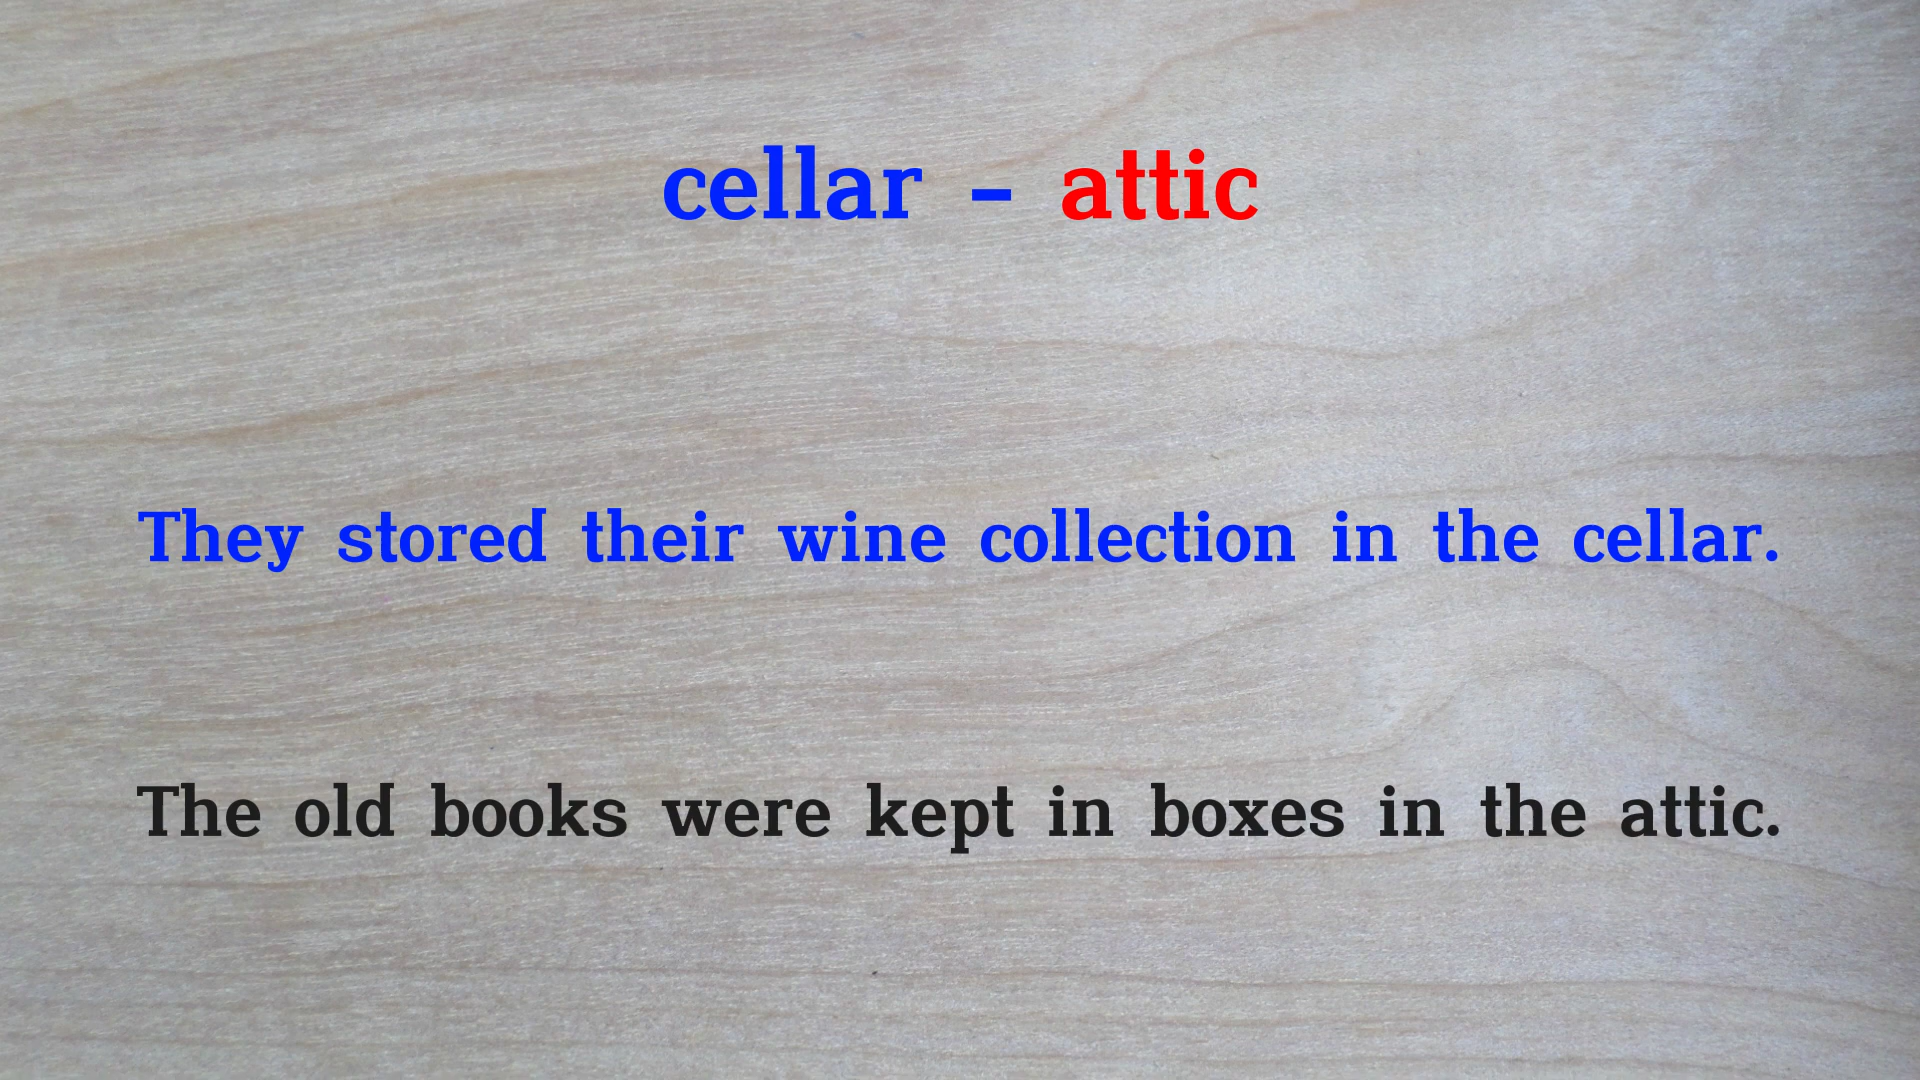 cellar - attic
They stored their wine collection in the cellar.
The old books were kept in boxes in the attic.